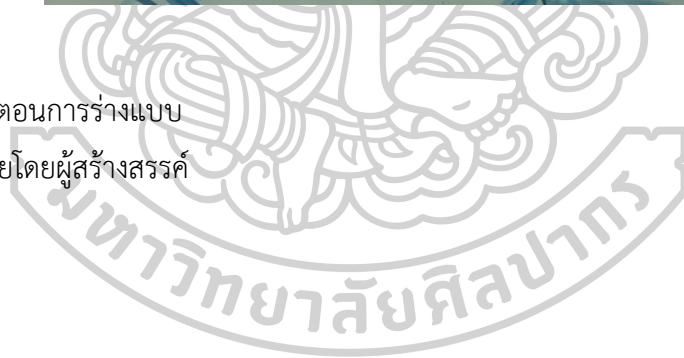 ตอนการร่างแบบ
ยโดยผู้สร้างสรรค์
มหาวิทยาลัยศิลปากร